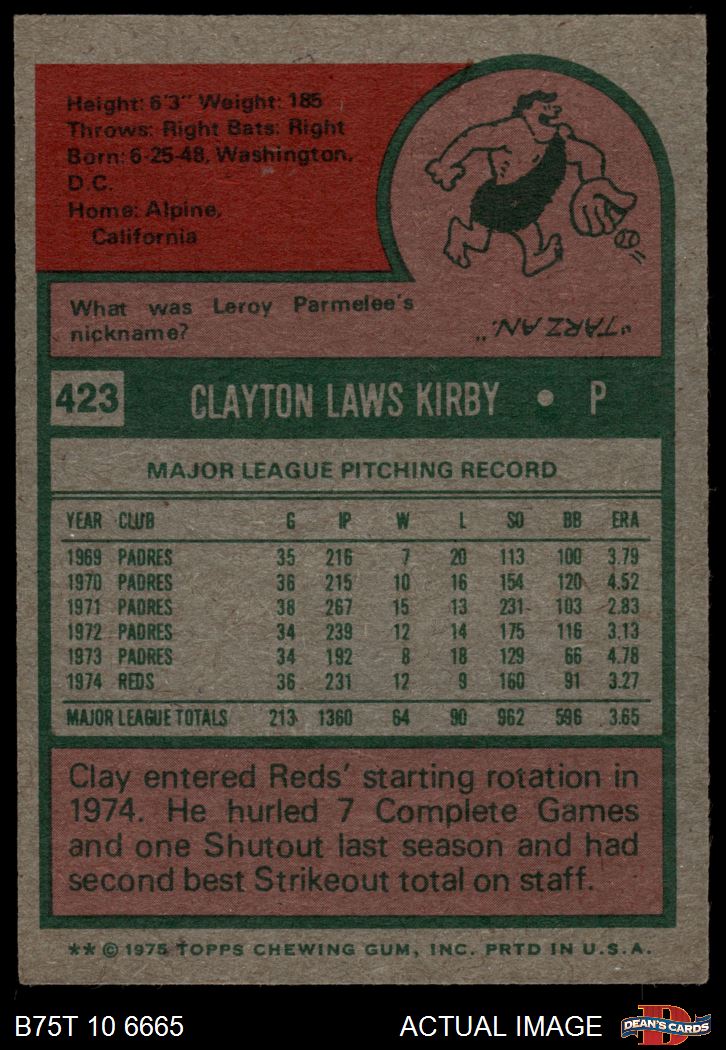 Height: 6'3" Weight: 185
Throws: Right Bats: Right
Born: 6-25-48, Washington,
D.C.
Home: Alpine,
California
What was Leroy Parmelee's
nickname?
"TARZAN."
423 CLAYTON LAWS KIRBY • P
MAJOR LEAGUE PITCHING RECORD
YEAR CLUB G IP W L SO BB ERA
1969 PADRES 35 216 7 20 113 100 3.79
1970 PADRES 36 215 10 16 154 120 4.52
1971 PADRES 38 267 15 13 231 103 2.83
1972 PADRES 34 239 12 14 175 116 3.13
1973 PADRES 34 192 8 18 129 66 4.78
1974 REDS 36 231 12 9 160 91 3.27
MAJOR LEAGUE TOTALS 213 1360 64 90 962 596 3.65
Clay entered Reds' starting rotation in
1974. He hurled 7 Complete Games
and one Shutout last season and had
second best Strikeout total on staff.
** © 1975 TOPPS CHEWING GUM, INC. PRTD IN U.S.A.
B75T 10 6665 ACTUAL IMAGE
D
DEAN'S CARDS